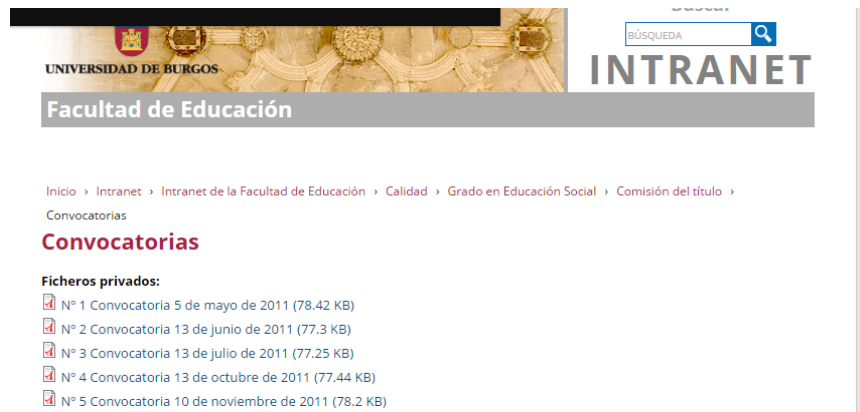 Buscar
BÚSQUEDA
UNIVERSIDAD DE BURGOS
INTRANET
Facultad de Educación
Inicio › Intranet › Intranet de la Facultad de Educación › Calidad › Grado en Educación Social › Comisión del título ›
Convocatorias
Convocatorias
Ficheros privados:
Nº 1 Convocatoria 5 de mayo de 2011 (78.42 KB)
Nº 2 Convocatoria 13 de junio de 2011 (77.3 KB)
Nº 3 Convocatoria 13 de julio de 2011 (77.25 KB)
Nº 4 Convocatoria 13 de octubre de 2011 (77.44 KB)
Nº 5 Convocatoria 10 de noviembre de 2011 (78.2 KB)